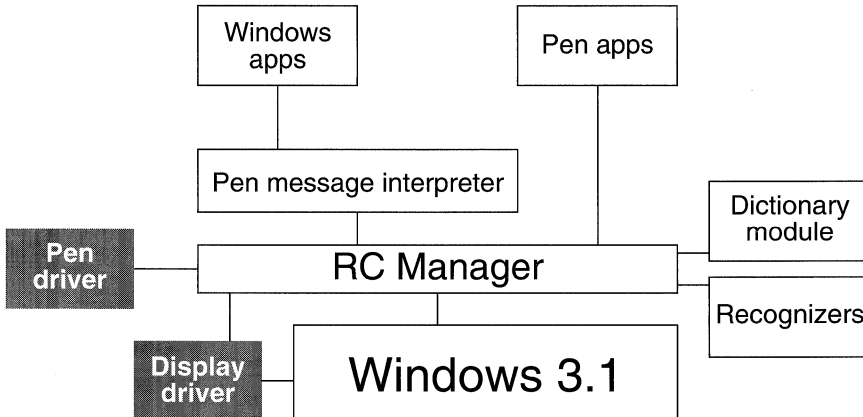 Windows
apps
Pen apps
Pen message interpreter
Dictionary
module
Pen
driver
RC Manager
Recognizers
Display
driver
Windows 3.1